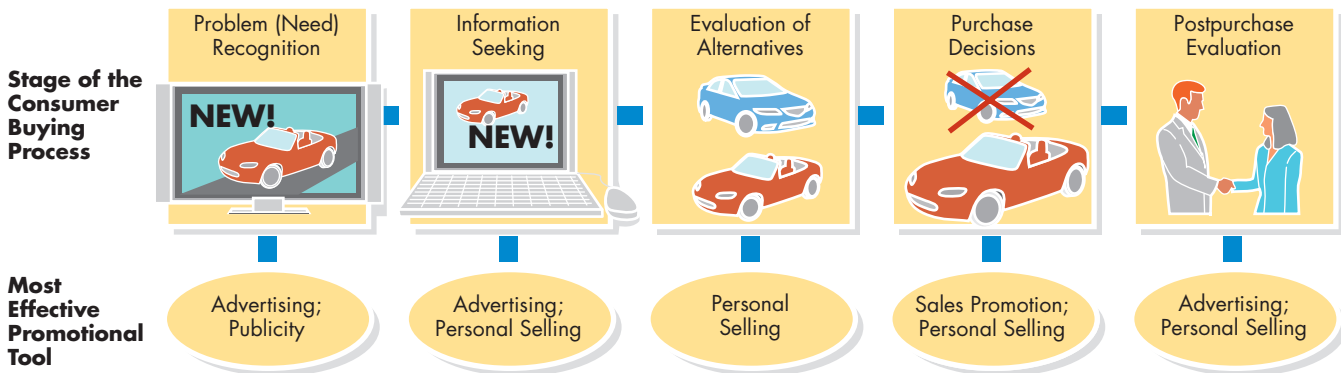 Stage of the
Consumer
Buying
Process
Problem (Need)
Recognition
NEW!
Information
Seeking
NEW!
Evaluation of
Alternatives
Purchase
Decisions
Postpurchase
Evaluation
Most
Effective
Promotional
Tool
Advertising;
Publicity
Advertising;
Personal Selling
Personal
Selling
Sales Promotion;
Personal Selling
Advertising;
Personal Selling